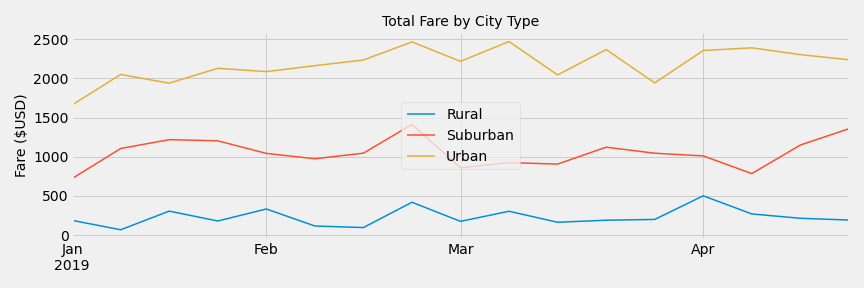 Total Fare by City Type
Fare ($USD)
2500
2000
1500
1000
500
0
Rural
Suburban
Urban
Jan Feb Mar Apr
2019